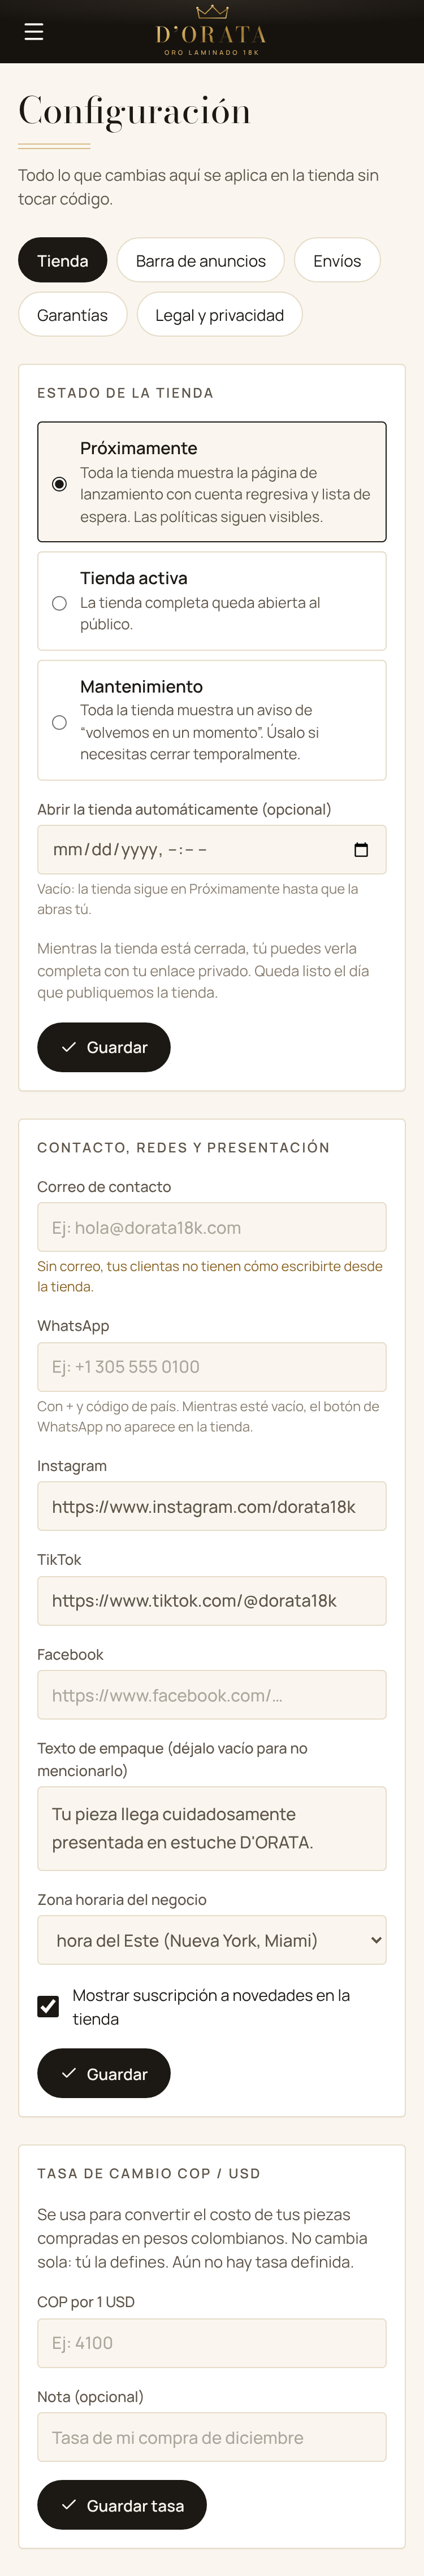 D'ORATA
ORO LAMINADO 18K
Configuración
Todo lo que cambias aquí se aplica en la tienda sin
tocar código.
Tienda
Barra de anuncios
Envíos
Garantías
Legal y privacidad
ESTADO DE LA TIENDA
Próximamente
Toda la tienda muestra la página de
lanzamiento con cuenta regresiva y lista de
espera. Las políticas siguen visibles.
Tienda activa
La tienda completa queda abierta al
público.
Mantenimiento
Toda la tienda muestra un aviso de
“volvemos en un momento”. Úsalo si
necesitas cerrar temporalmente.
Abrir la tienda automáticamente (opcional)
mm/dd/yyyy, --:-- --
Vacío: la tienda sigue en Próximamente hasta que la
abras tú.
Mientras la tienda está cerrada, tú puedes verla
completa con tu enlace privado. Queda listo el día
que publiquemos la tienda.
Guardar
CONTACTO, REDES Y PRESENTACIÓN
Correo de contacto
Ej: hola@dorata18k.com
Sin correo, tus clientas no tienen cómo escribirte desde
la tienda.
WhatsApp
Ej: +1 305 555 0100
Con + y código de país. Mientras esté vacío, el botón de
WhatsApp no aparece en la tienda.
Instagram
https://www.instagram.com/dorata18k
TikTok
https://www.tiktok.com/@dorata18k
Facebook
https://www.facebook.com/...
Texto de empaque (déjalo vacío para no
mencionarlo)
Tu pieza llega cuidadosamente
presentada en estuche D'ORATA.
Zona horaria del negocio
hora del Este (Nueva York, Miami)
Mostrar suscripción a novedades en la
tienda
Guardar
TASA DE CAMBIO COP / USD
Se usa para convertir el costo de tus piezas
compradas en pesos colombianos. No cambia
sola: tú la defines. Aún no hay tasa definida.
COP por 1 USD
Ej: 4100
Nota (opcional)
Tasa de mi compra de diciembre
Guardar tasa